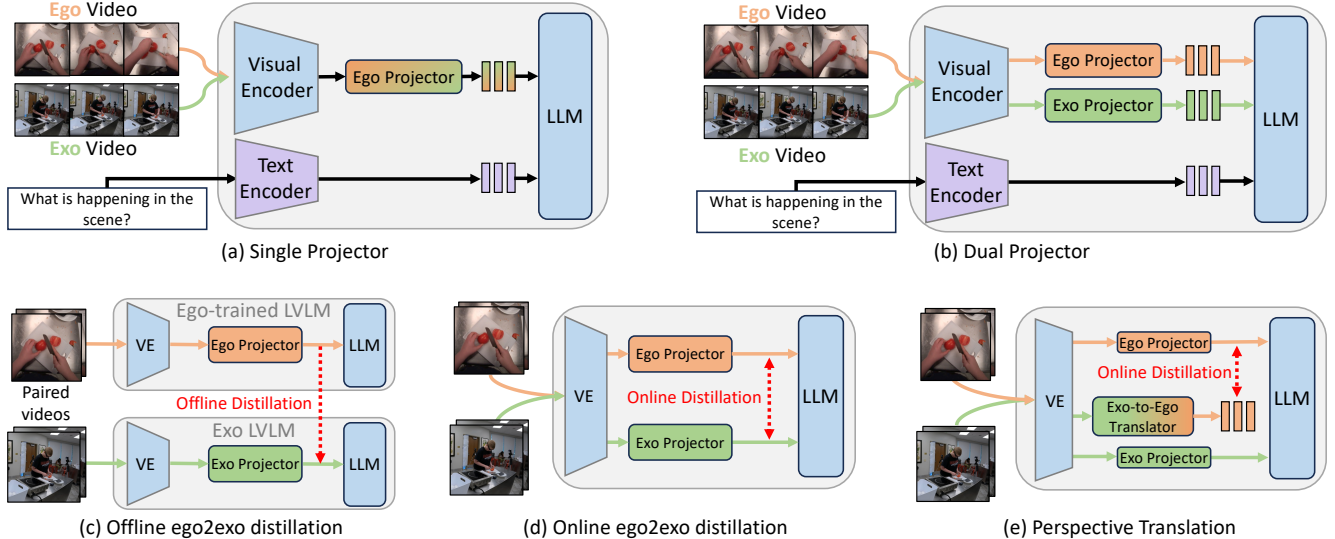 Ego Video
Visual
Encoder
Ego Projector
LLM
Exo Video
Text
Encoder
What is happening in the
scene?
(a) Single Projector
Ego Video
Visual
Encoder
Ego Projector
Exo Projector
LLM
Exo Video
Text
Encoder
What is happening in the
scene?
(b) Dual Projector
Ego-trained LVLM
VE
Ego Projector
LLM
Paired
videos
Offline Distillation
Exo LVLM
VE
Exo Projector
LLM
(c) Offline ego2exo distillation
VE
Ego Projector
Online Distillation
Exo Projector
LLM
(d) Online ego2exo distillation
VE
Ego Projector
Online Distillation
Exo-to-Ego
Translator
Exo Projector
LLM
(e) Perspective Translation